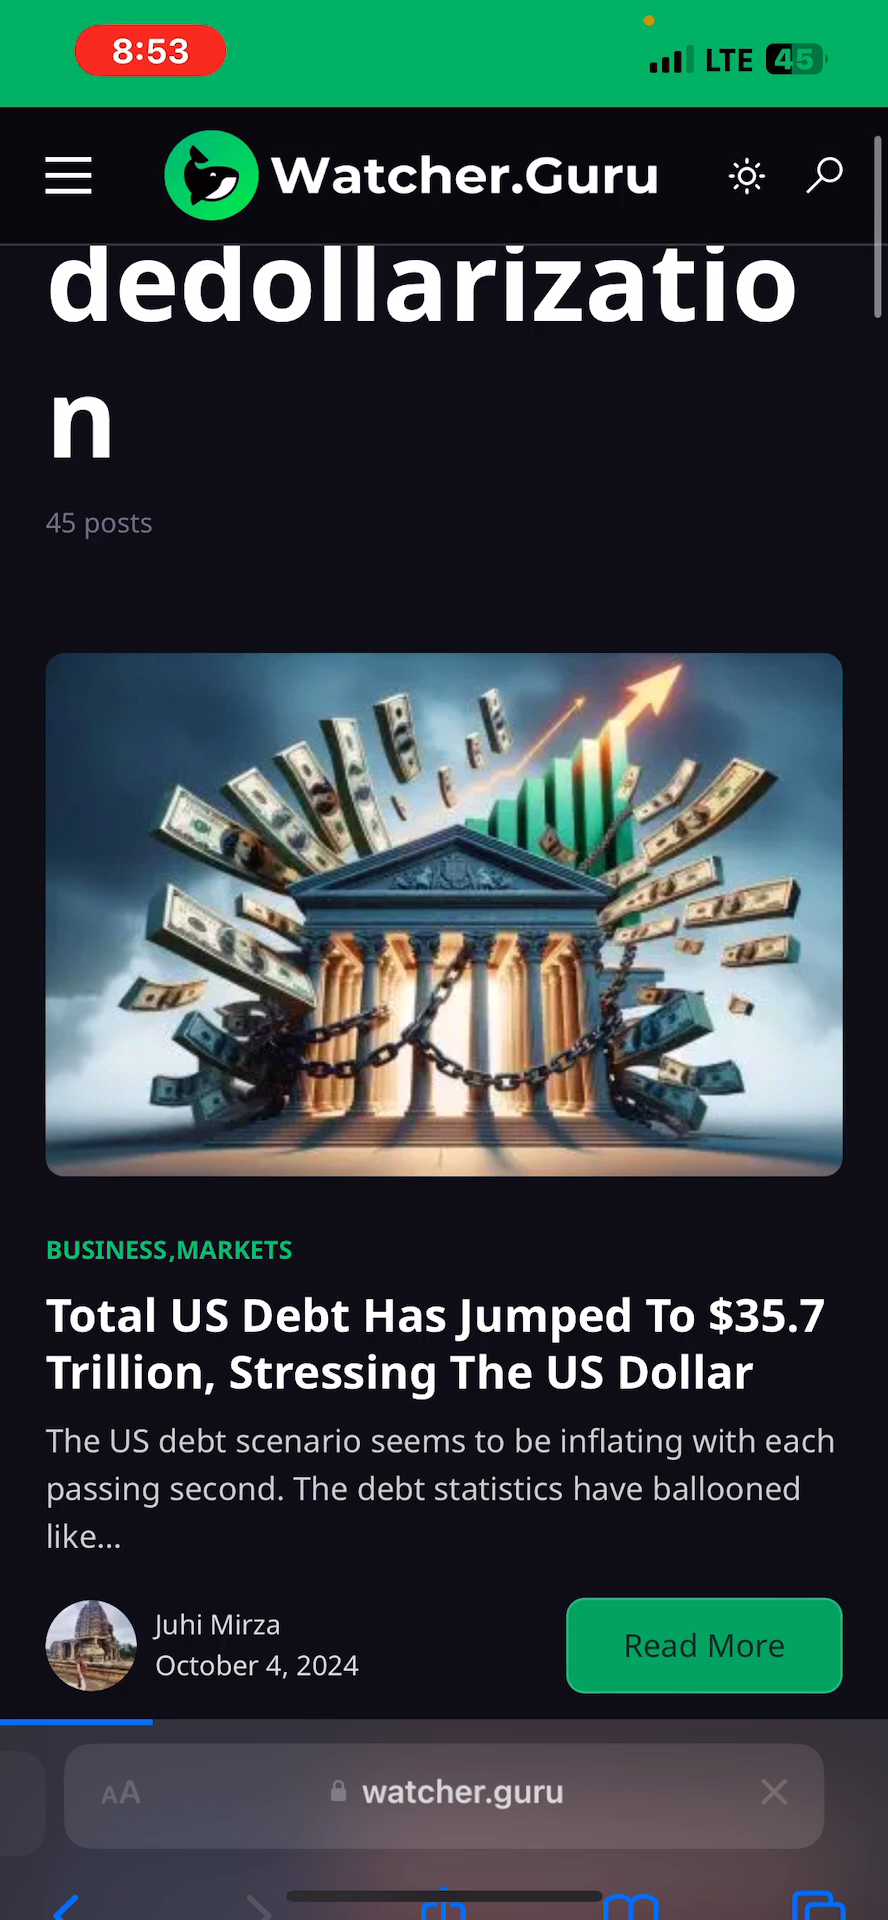 8:53
LTE 45
Watcher.Guru
dedollarizatio
n
45 posts
BUSINESS,MARKETS
Total US Debt Has Jumped To $35.7
Trillion, Stressing The US Dollar
The US debt scenario seems to be inflating with each
passing second. The debt statistics have ballooned
like...
Juhi Mirza
October 4, 2024
Read More
AA
watcher.guru